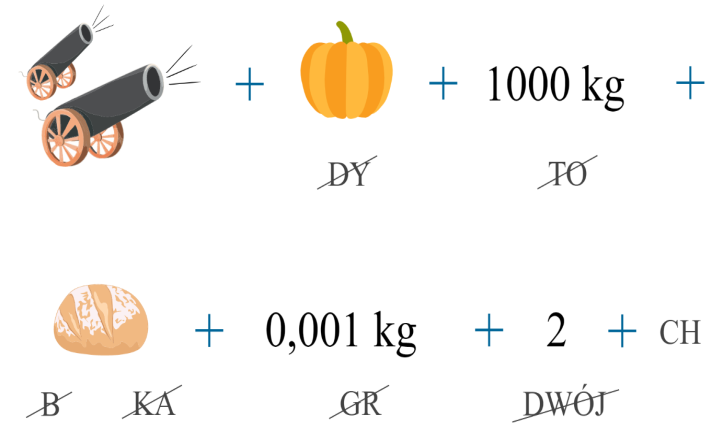 + + 1000 kg +
DY TO
+ 0,001 kg + 2 + CH
B KA GR DWÓJ